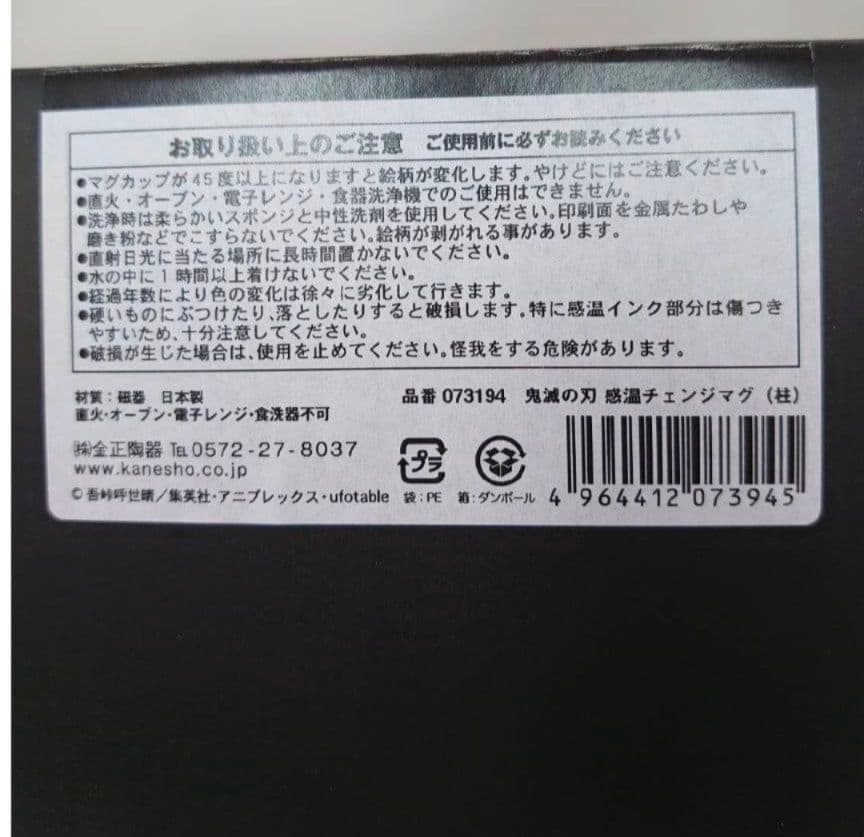 お取り扱い上のご注意 ご使用前に必ずお読みください
●マグカップが45度以上になりますと絵柄が変化します。やけどにはご注意ください。
●直火・オーブン・電子レンジ・食器洗浄機でのご使用はできません。
●洗浄時は柔らかいスポンジと中性洗剤を使用してください。印刷面を金属たわしや
磨き粉などでこすらないでください。絵柄が剥がれる事があります。
●直射日光に当たる場所に長時間置かないでください。
●水の中に1時間以上着けないでください。
●経過年数により色の変化は徐々に劣化して行きます。
●硬いものにぶつけたり、落としたりすると破損します。特に感温インク部分は傷つき
やすいため、十分注意してください。
●破損が生じた場合は、使用を止めてください。怪我をする危険があります。
材質：磁器 日本製
直火・オーブン・電子レンジ・食洗器不可
品番 073194 鬼滅の刃 感温チェンジマグ（柱）
㈱金正陶器 ℡0572-27-8037
www.kanesho.co.jp
©吾峠呼世晴／集英社・アニプレックス・ufotable
プラ
袋：PE 箱：ダンボール
4 964412 073945